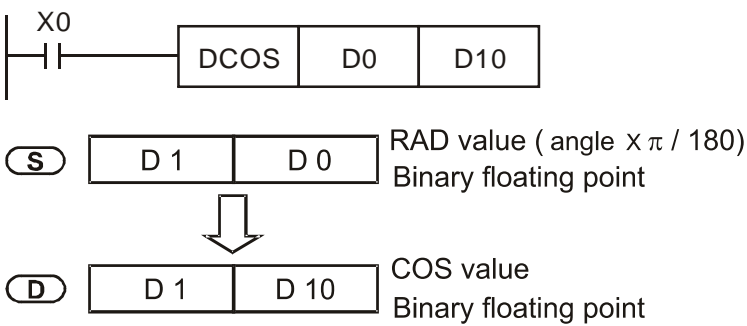 X0
DCOS D0 D10
S D 1 D 0 RAD value ( angle x π / 180)
Binary floating point
D D 1 D 10 COS value
Binary floating point